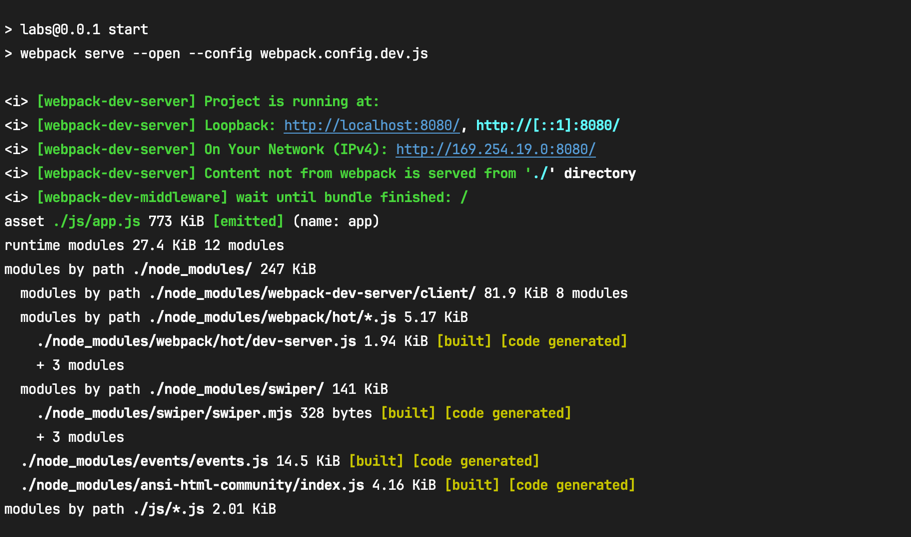 > labs@0.0.1 start
> webpack serve --open --config webpack.config.dev.js
<i> [webpack-dev-server] Project is running at:
<i> [webpack-dev-server] Loopback: http://localhost:8080/, http://[::1]:8080/
<i> [webpack-dev-server] On Your Network (IPv4): http://169.254.19.0:8080/
<i> [webpack-dev-server] Content not from webpack is served from './' directory
<i> [webpack-dev-middleware] wait until bundle finished: /
asset ./js/app.js 773 KiB [emitted] (name: app)
runtime modules 27.4 KiB 12 modules
modules by path ./node_modules/ 247 KiB
  modules by path ./node_modules/webpack-dev-server/client/ 81.9 KiB 8 modules
  modules by path ./node_modules/webpack/hot/*.js 5.17 KiB
    ./node_modules/webpack/hot/dev-server.js 1.94 KiB [built] [code generated]
    + 3 modules
  modules by path ./node_modules/swiper/ 141 KiB
    ./node_modules/swiper/swiper.mjs 328 bytes [built] [code generated]
    + 3 modules
  ./node_modules/events/events.js 14.5 KiB [built] [code generated]
  ./node_modules/ansi-html-community/index.js 4.16 KiB [built] [code generated]
modules by path ./js/*.js 2.01 KiB